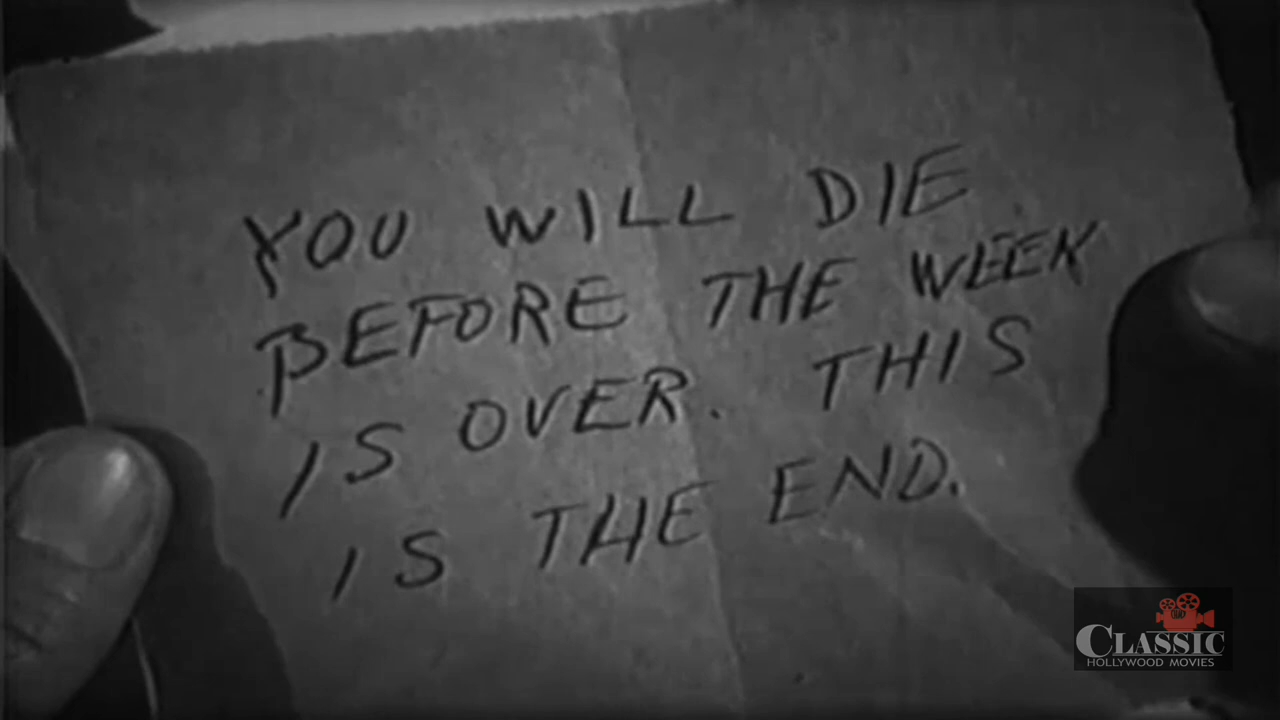 YOU WILL DIE
BEFORE THE WEEK
IS OVER. THIS
IS THE END.
CLASSIC
HOLLYWOOD MOVIES